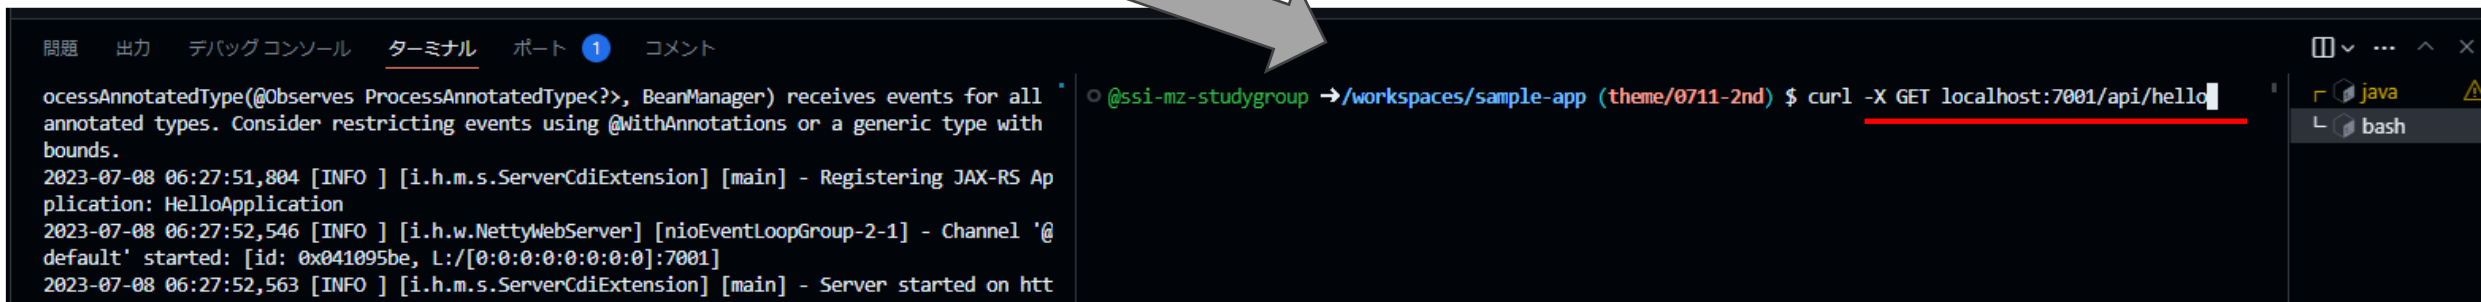 問題 出力 デバッグ コンソール ターミナル ポート 1 コメント
ocessAnnotatedType(@Observes ProcessAnnotatedType<?>, BeanManager) receives events for all
annotated types. Consider restricting events using @WithAnnotations or a generic type with
bounds.
2023-07-08 06:27:51,804 [INFO ] [i.h.m.s.ServerCdiExtension] [main] - Registering JAX-RS Ap
plication: HelloApplication
2023-07-08 06:27:52,546 [INFO ] [i.h.w.NettyWebServer] [nioEventLoopGroup-2-1] - Channel '@
default' started: [id: 0x041095be, L:/[0:0:0:0:0:0:0:0]:7001]
2023-07-08 06:27:52,563 [INFO ] [i.h.m.s.ServerCdiExtension] [main] - Server started on htt
@ssi-mz-studygroup ➜/workspaces/sample-app (theme/0711-2nd) $ curl -X GET localhost:7001/api/hello
java
bash